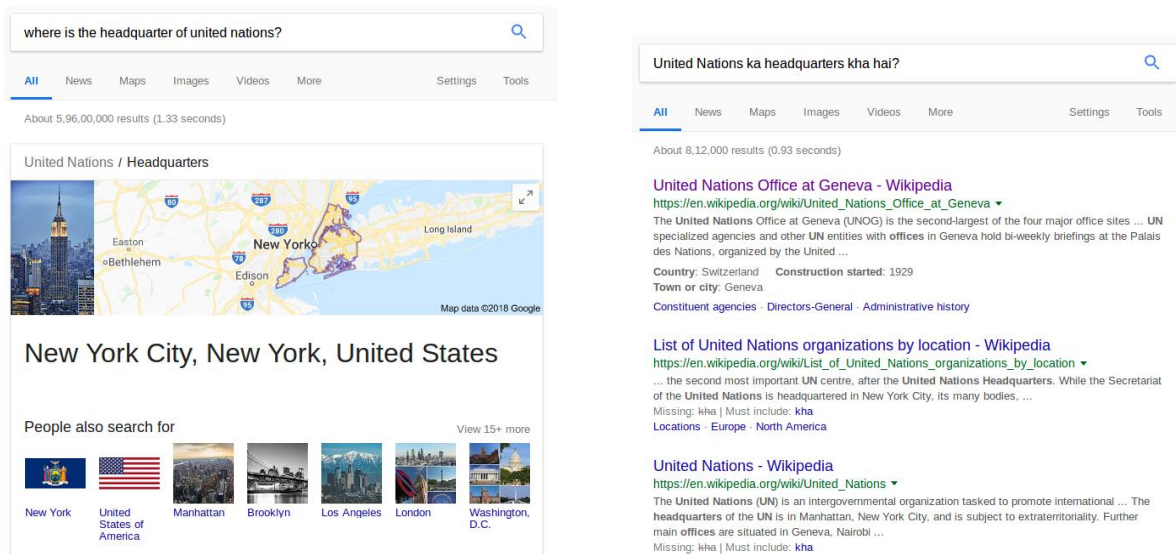 where is the headquarter of united nations?
All News Maps Images Videos More Settings Tools
About 5,96,00,000 results (1.33 seconds)
United Nations / Headquarters
80
287
95
280
Easton
New York
Long Island
Bethlehem
78
Edison
95
Map data ©2018 Google
New York City, New York, United States
People also search for
View 15+ more
New York
United States of America
Manhattan
Brooklyn
Los Angeles
London
Washington, D.C.
United Nations ka headquarters kha hai?
All News Maps Images Videos More Settings Tools
About 8,12,000 results (0.93 seconds)
United Nations Office at Geneva - Wikipedia
https://en.wikipedia.org/wiki/United_Nations_Office_at_Geneva
The United Nations Office at Geneva (UNOG) is the second-largest of the four major office sites ... UN
specialized agencies and other UN entities with offices in Geneva hold bi-weekly briefings at the Palais
des Nations, organized by the United ...
Country: Switzerland Construction started: 1929
Town or city: Geneva
Constituent agencies · Directors-General · Administrative history
List of United Nations organizations by location - Wikipedia
https://en.wikipedia.org/wiki/List_of_United_Nations_organizations_by_location
... the second most important UN centre, after the United Nations Headquarters. While the Secretariat
of the United Nations is headquartered in New York City, its many bodies, ...
Missing: kha | Must include: kha
Locations · Europe · North America
United Nations - Wikipedia
https://en.wikipedia.org/wiki/United_Nations
The United Nations (UN) is an intergovernmental organization tasked to promote international ... The
headquarters of the UN is in Manhattan, New York City, and is subject to extraterritoriality. Further
main offices are situated in Geneva, Nairobi ...
Missing: kha | Must include: kha